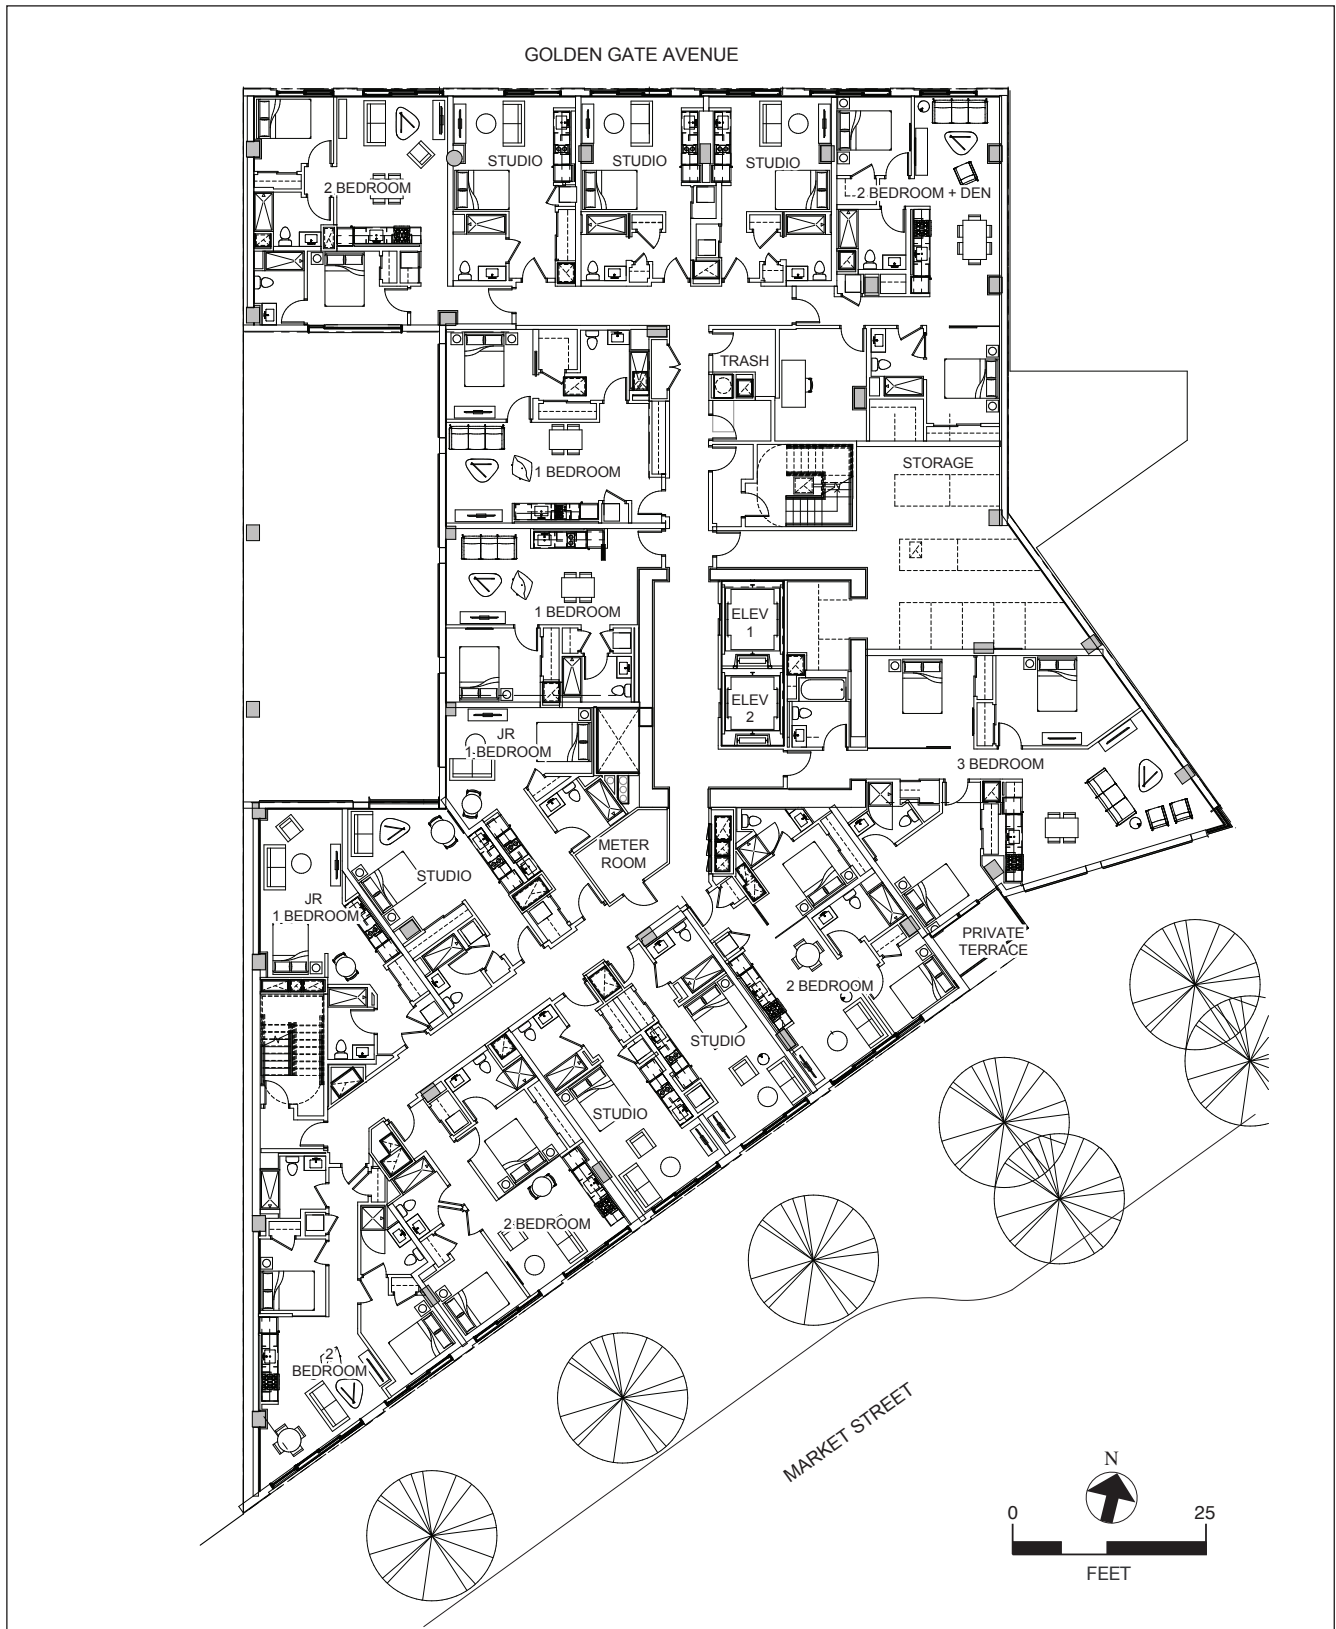 GOLDEN GATE AVENUE
STUDIO
STUDIO
STUDIO
2 BEDROOM
2 BEDROOM + DEN
TRASH
1 BEDROOM
STORAGE
1 BEDROOM
ELEV
1
ELEV
2
JR
1 BEDROOM
3 BEDROOM
METER
ROOM
STUDIO
JR
1 BEDROOM
PRIVATE
TERRACE
2 BEDROOM
STUDIO
STUDIO
2 BEDROOM
2
BEDROOM
MARKET STREET
N
0
25
FEET